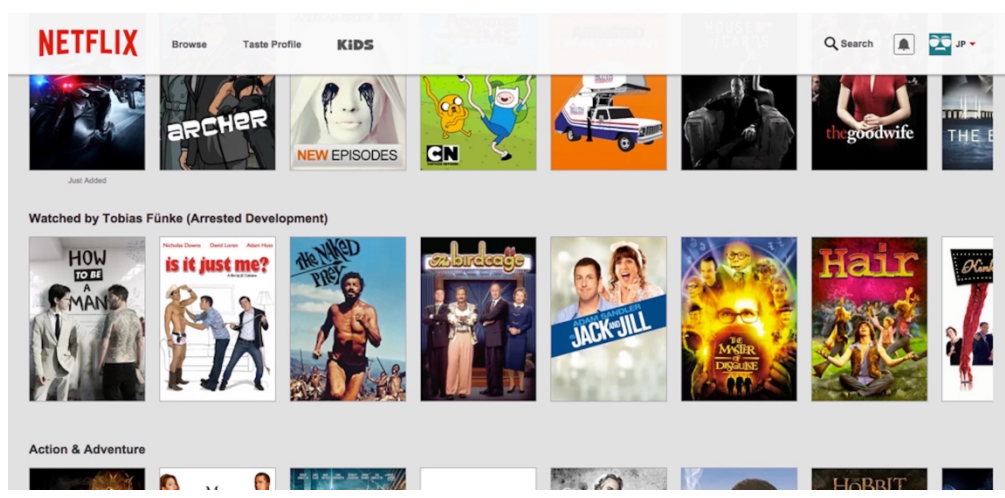 NETFLIX
Browse
Taste Profile
KiDS
Search
JP
ARCHER
NEW EPISODES
CN
CARTOON NETWORK
thegoodwife
THE
Just Added
Watched by Tobias Fünke (Arrested Development)
HOW
TO BE
A
MAN
Nicholas Downs David Loren Adam Huss
is it just me?
THE NAKED
PREY
the birdcage
ADAM SANDLER
JACK AND JILL
THE
MASTER
OF
DISGUISE
Hair
Action & Adventure
HOBBIT